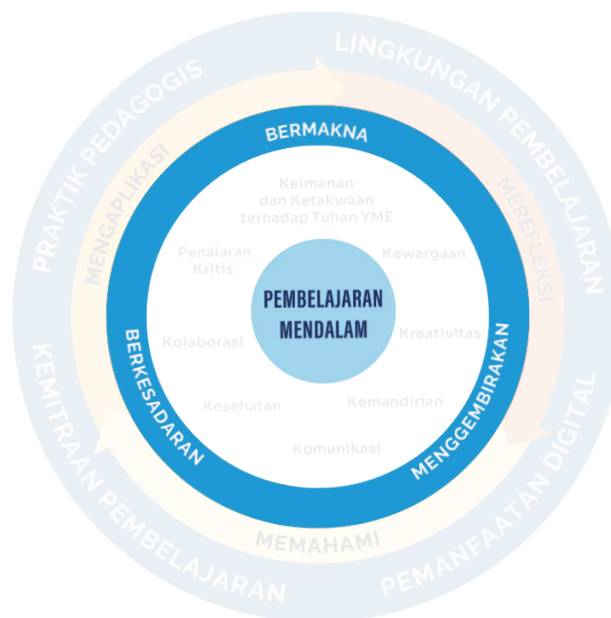 PRAKTIK PEDAGOGIS
LINGKUNGAN PEMBELAJARAN
MENGAPLIKASI
MEREFLEKSI
BERMAKNA
Keimanan
dan Ketakwaan
terhadap Tuhan YME
Penalaran
Kritis
Kewargaan
PEMBELAJARAN
MENDALAM
Kolaborasi
Kreativitas
Kesehatan
Kemandirian
Komunikasi
BERKESADARAN
MENGGEMBIRAKAN
MEMAHAMI
KEMITRAAN PEMBELAJARAN
PEMANFAATAN DIGITAL